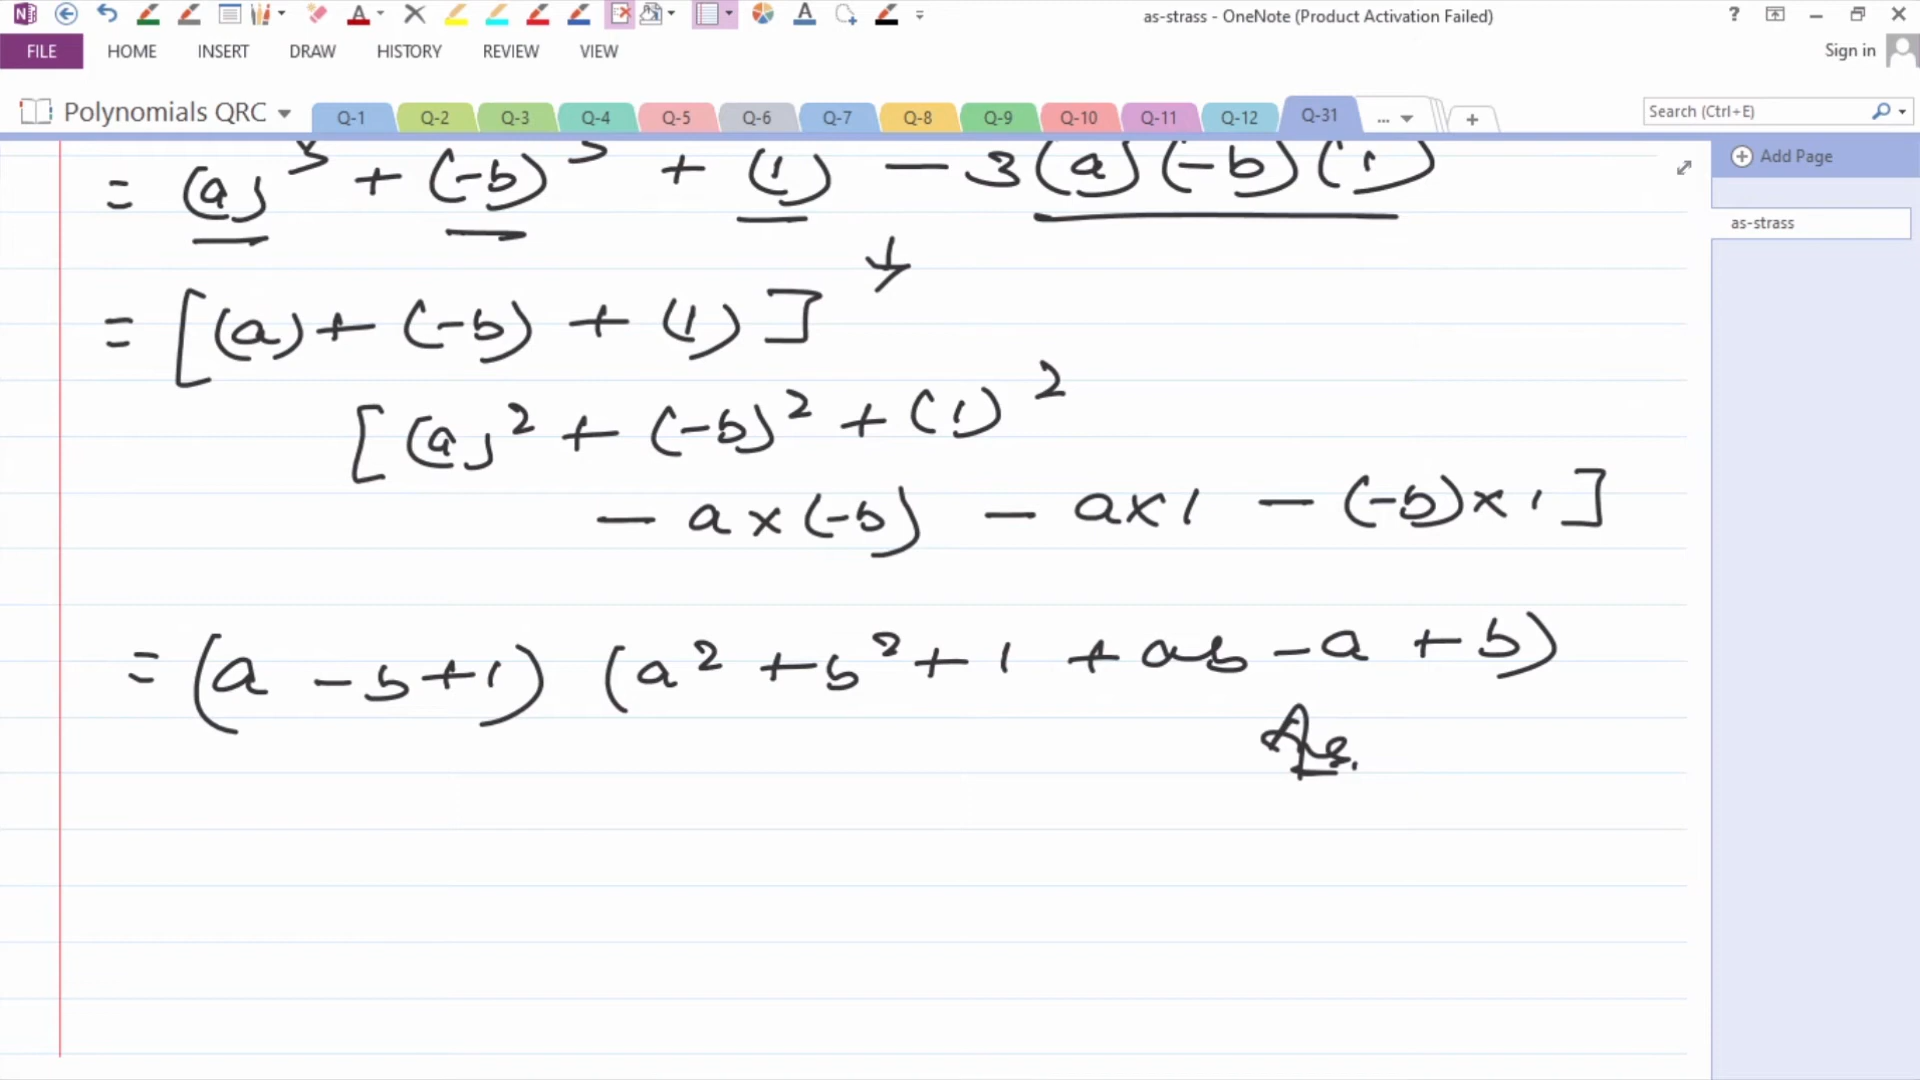 as-strass - OneNote (Product Activation Failed)
FILE HOME INSERT DRAW HISTORY REVIEW VIEW
Sign in
Polynomials QRC Q-1 Q-2 Q-3 Q-4 Q-5 Q-6 Q-7 Q-8 Q-9 Q-10 Q-11 Q-12 Q-31 ...
Search (Ctrl+E)
Add Page
as-strass
= (a)³ + (-b)³ + (1) - 3(a)(-b)(1)
= [(a) + (-b) + (1)]
[(a)² + (-b)² + (1)²
- a × (-b) - a×1 - (-b)×1]
= (a - b + 1) (a² + b² + 1 + ab - a + b)
Ans.